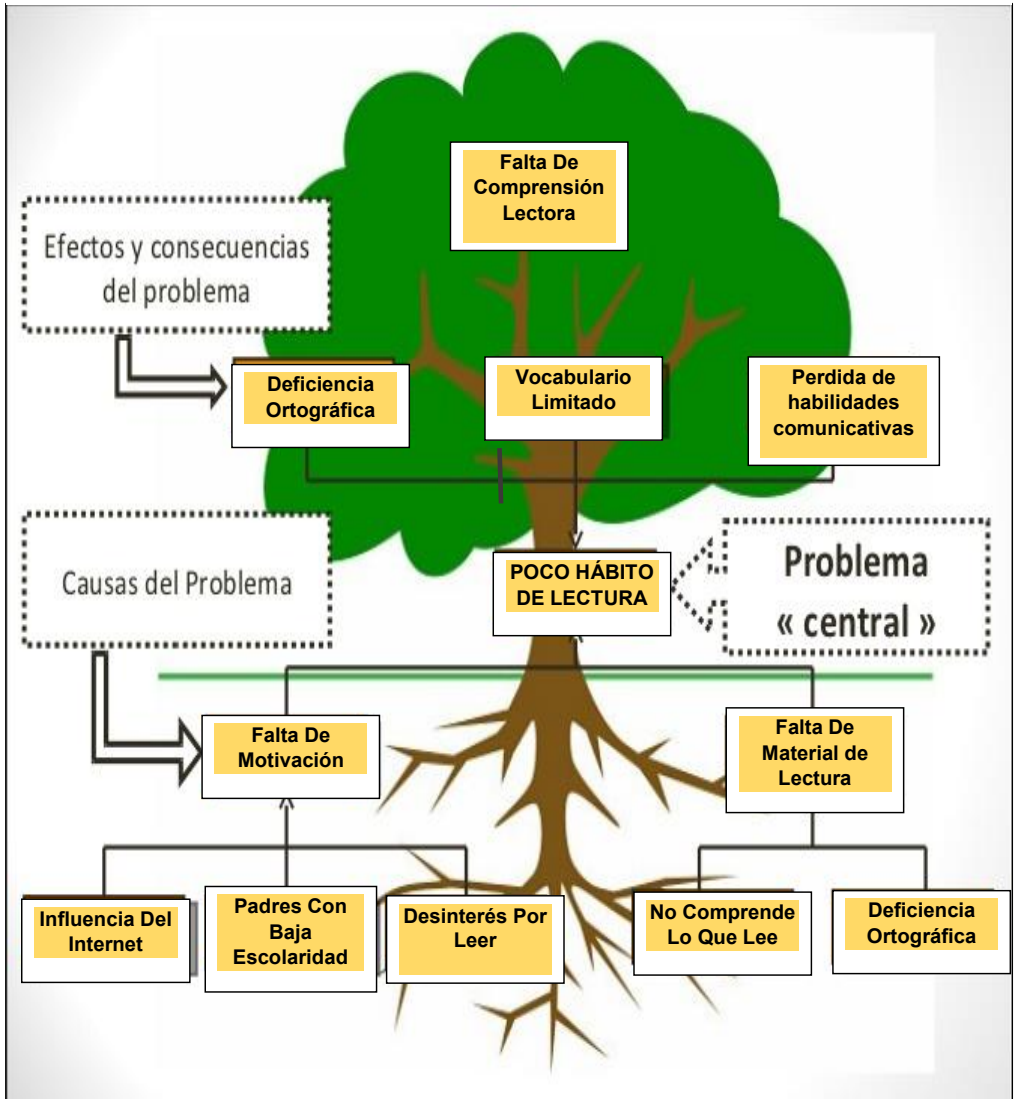 Falta De
Comprensión
Lectora
Efectos y consecuencias
del problema
Deficiencia
Ortográfica
Vocabulario
Limitado
Perdida de
habilidades
comunicativas
POCO HÁBITO
DE LECTURA
Problema
« central »
Causas del Problema
Falta De
Motivación
Falta De
Material de
Lectura
Influencia Del
Internet
Padres Con
Baja
Escolaridad
Desinterés Por
Leer
No Comprende
Lo Que Lee
Deficiencia
Ortográfica